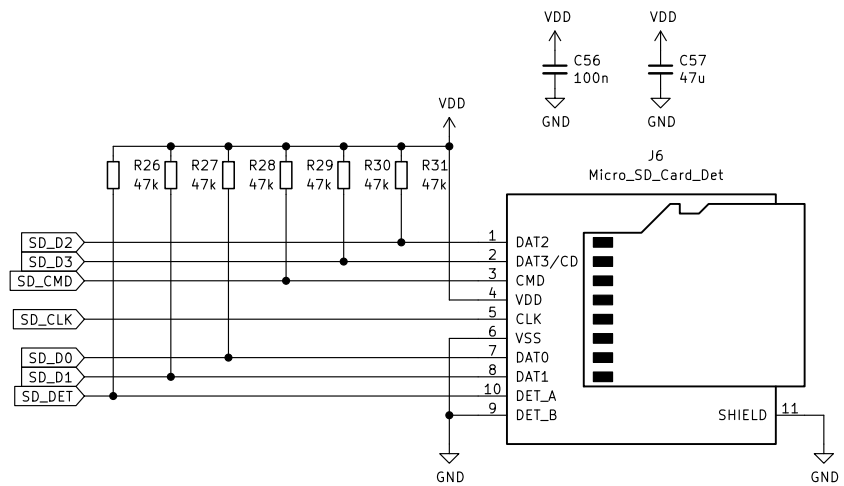 VDD
VDD
C56
100n
C57
47u
GND
GND
VDD
J6
Micro_SD_Card_Det
R26
47k
R27
47k
R28
47k
R29
47k
R30
47k
R31
47k
SD_D2
1
DAT2
SD_D3
2
DAT3/CD
SD_CMD
3
CMD
4
VDD
SD_CLK
5
CLK
6
VSS
SD_D0
7
DAT0
SD_D1
8
DAT1
SD_DET
10
DET_A
9
DET_B
SHIELD
11
GND
GND